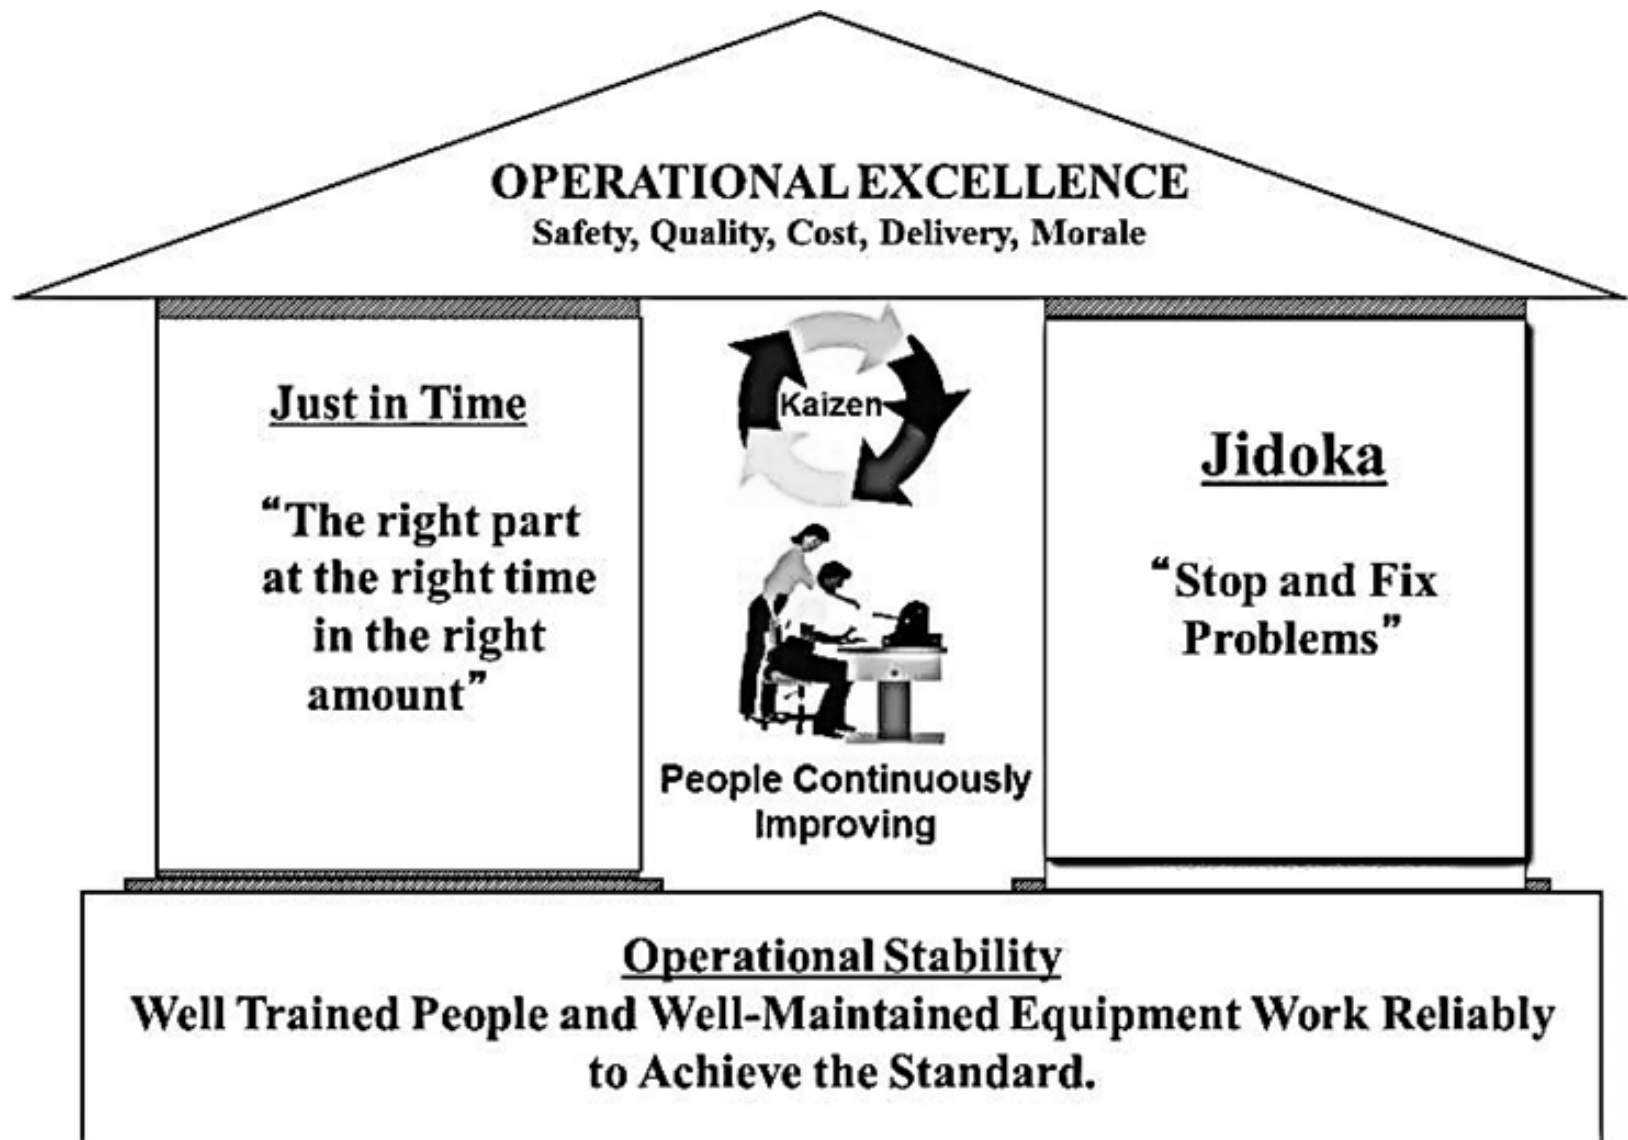 OPERATIONAL EXCELLENCE
Safety, Quality, Cost, Delivery, Morale
Just in Time
“The right part
at the right time
in the right
amount”
Kaizen
People Continuously
Improving
Jidoka
“Stop and Fix
Problems”
Operational Stability
Well Trained People and Well-Maintained Equipment Work Reliably
to Achieve the Standard.